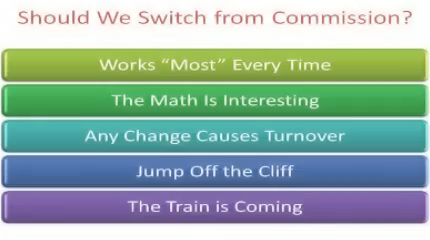 Should We Switch from Commission?
Works “Most” Every Time
The Math Is Interesting
Any Change Causes Turnover
Jump Off the Cliff
The Train is Coming